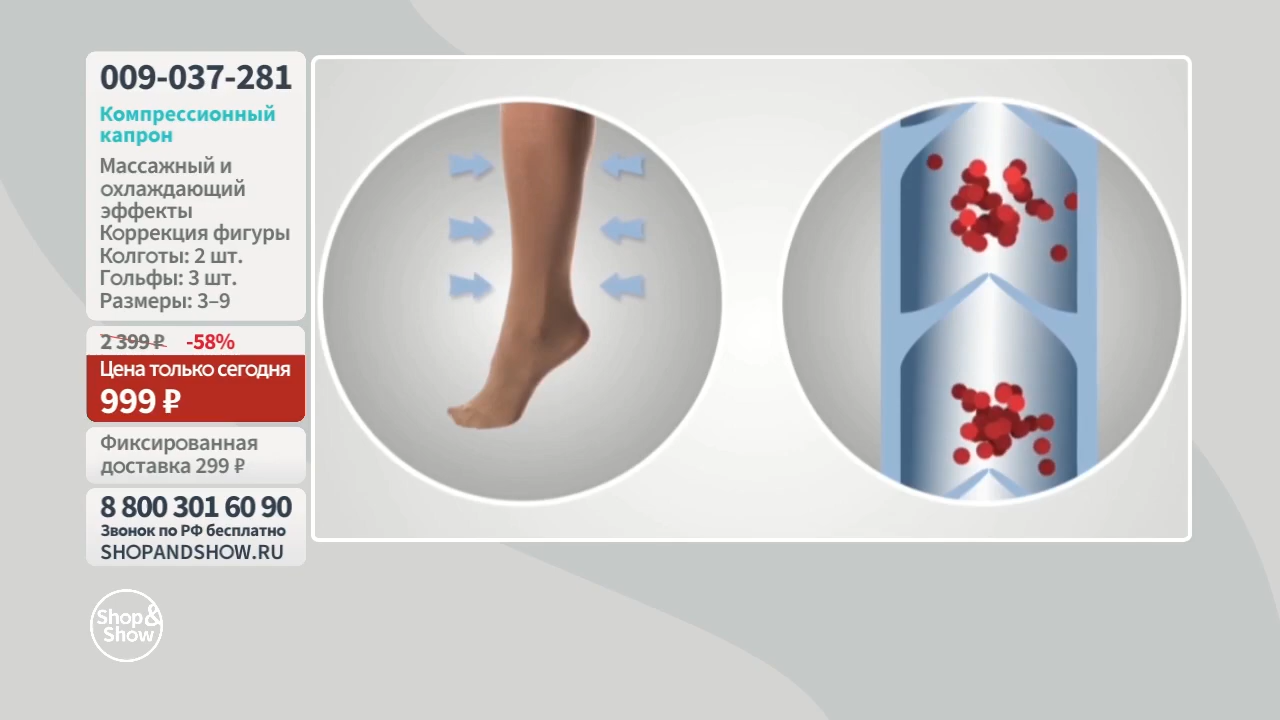 009-037-281
Компрессионный
капрон
Массажный и
охлаждающий
эффекты
Коррекция фигуры
Колготы: 2 шт.
Гольфы: 3 шт.
Размеры: 3–9
2 399 ₽ -58%
Цена только сегодня
999 ₽
Фиксированная
доставка 299 ₽
8 800 301 60 90
Звонок по РФ бесплатно
SHOPANDSHOW.RU
Shop&
Show